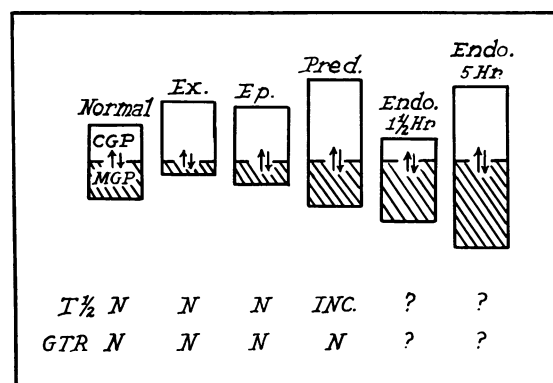 Normal
Ex.
Ep.
Pred.
Endo.
1½Hr
Endo.
5Hr.
CGP
MGP
T½ N N N INC. ? ?
GTR N N N N ? ?